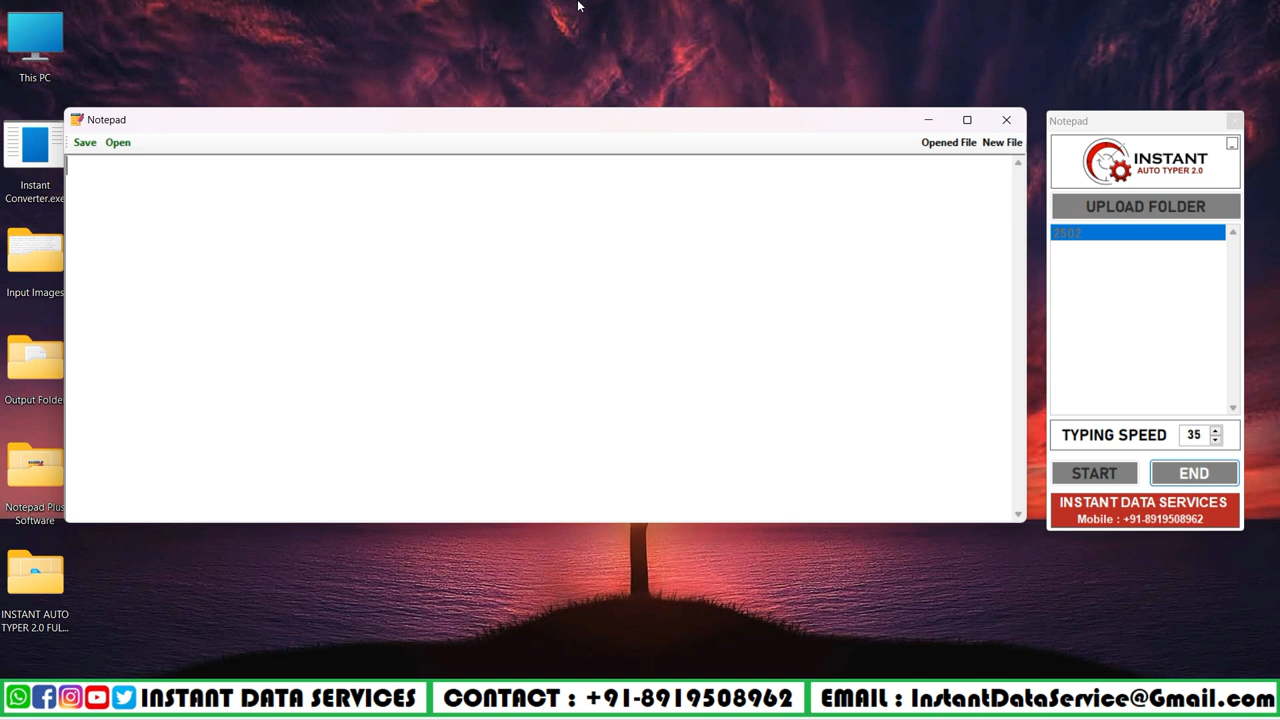 This PC
Instant
Converter.exe
Input Images
Output Folde
Notepad Plus
Software
INSTANT AUTO
TYPER 2.0 FUL...
Notepad
Save Open
Opened File New File
Notepad
INSTANT
AUTO TYPER 2.0
UPLOAD FOLDER
2502
TYPING SPEED 35
START END
INSTANT DATA SERVICES
Mobile : +91-8919508962
INSTANT DATA SERVICES
CONTACT : +91-8919508962
EMAIL : InstantDataService@Gmail.com